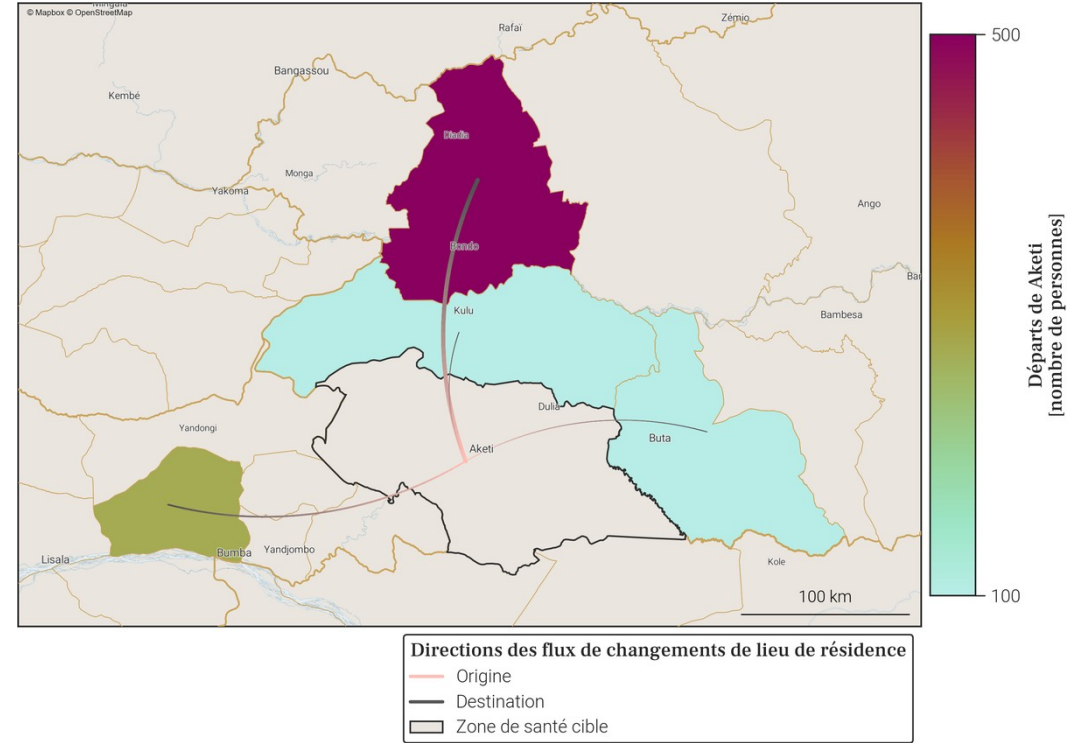 © Mapbox © OpenStreetMap
Rafaï
Zémio
Bangassou
Kembé
Diadia
Monga
Yakoma
Ango
Bondo
Kulu
Bambesa
Dulia
Yandongi
Buta
Aketi
Lisala
Bumba
Yandjombo
Kole
100 km
500
100
Départs de Aketi
[nombre de personnes]
Directions des flux de changements de lieu de résidence
Origine
Destination
Zone de santé cible